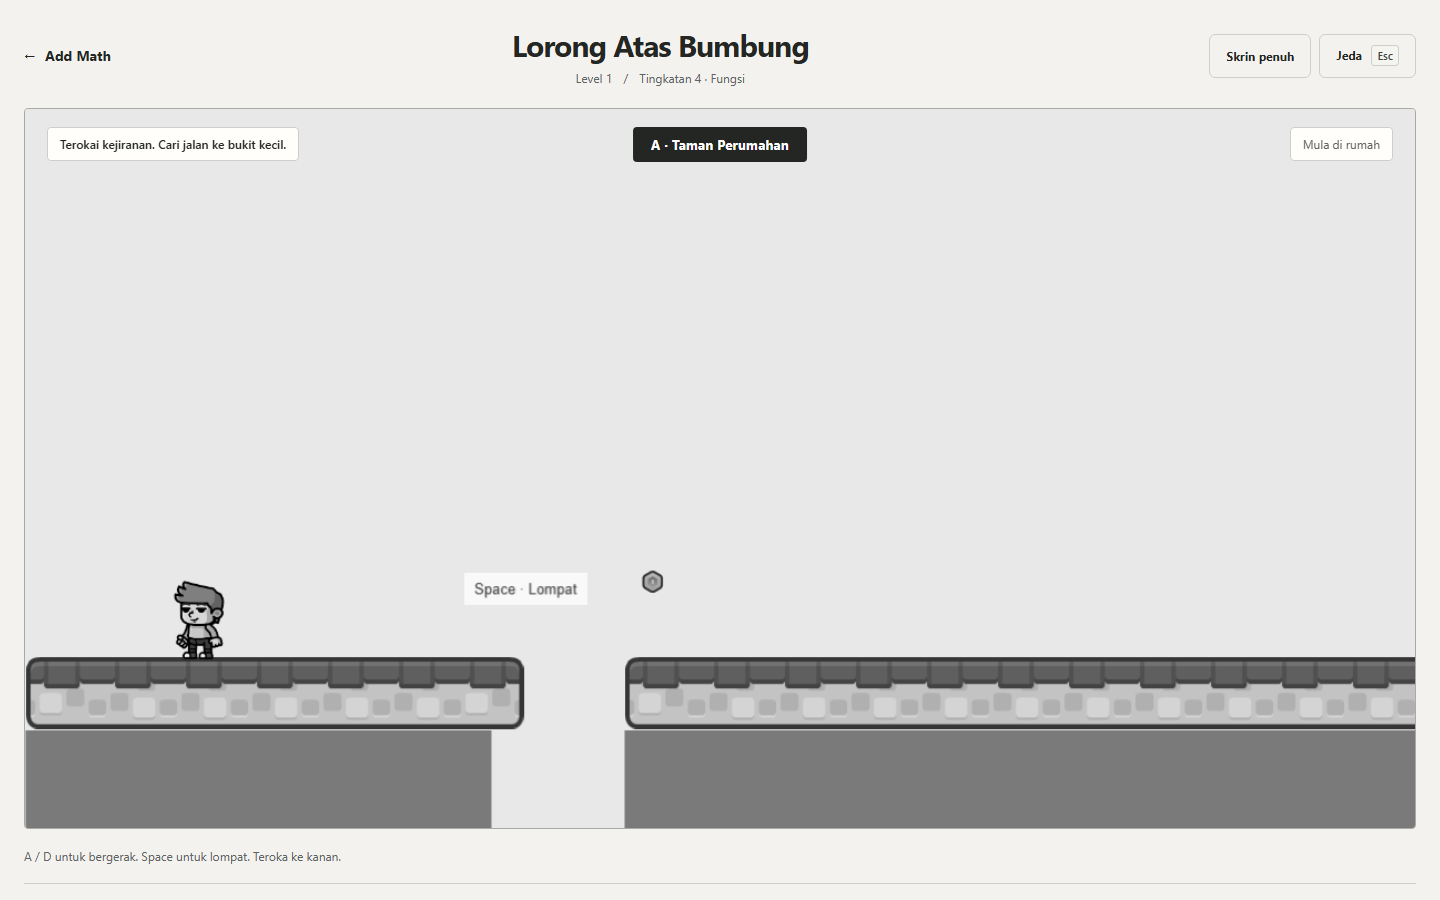 ← Add Math
Lorong Atas Bumbung
Level 1 / Tingkatan 4 · Fungsi
Skrin penuh
Jeda Esc
Terokai kejiranan. Cari jalan ke bukit kecil.
A · Taman Perumahan
Mula di rumah
Space · Lompat
A / D untuk bergerak. Space untuk lompat. Teroka ke kanan.